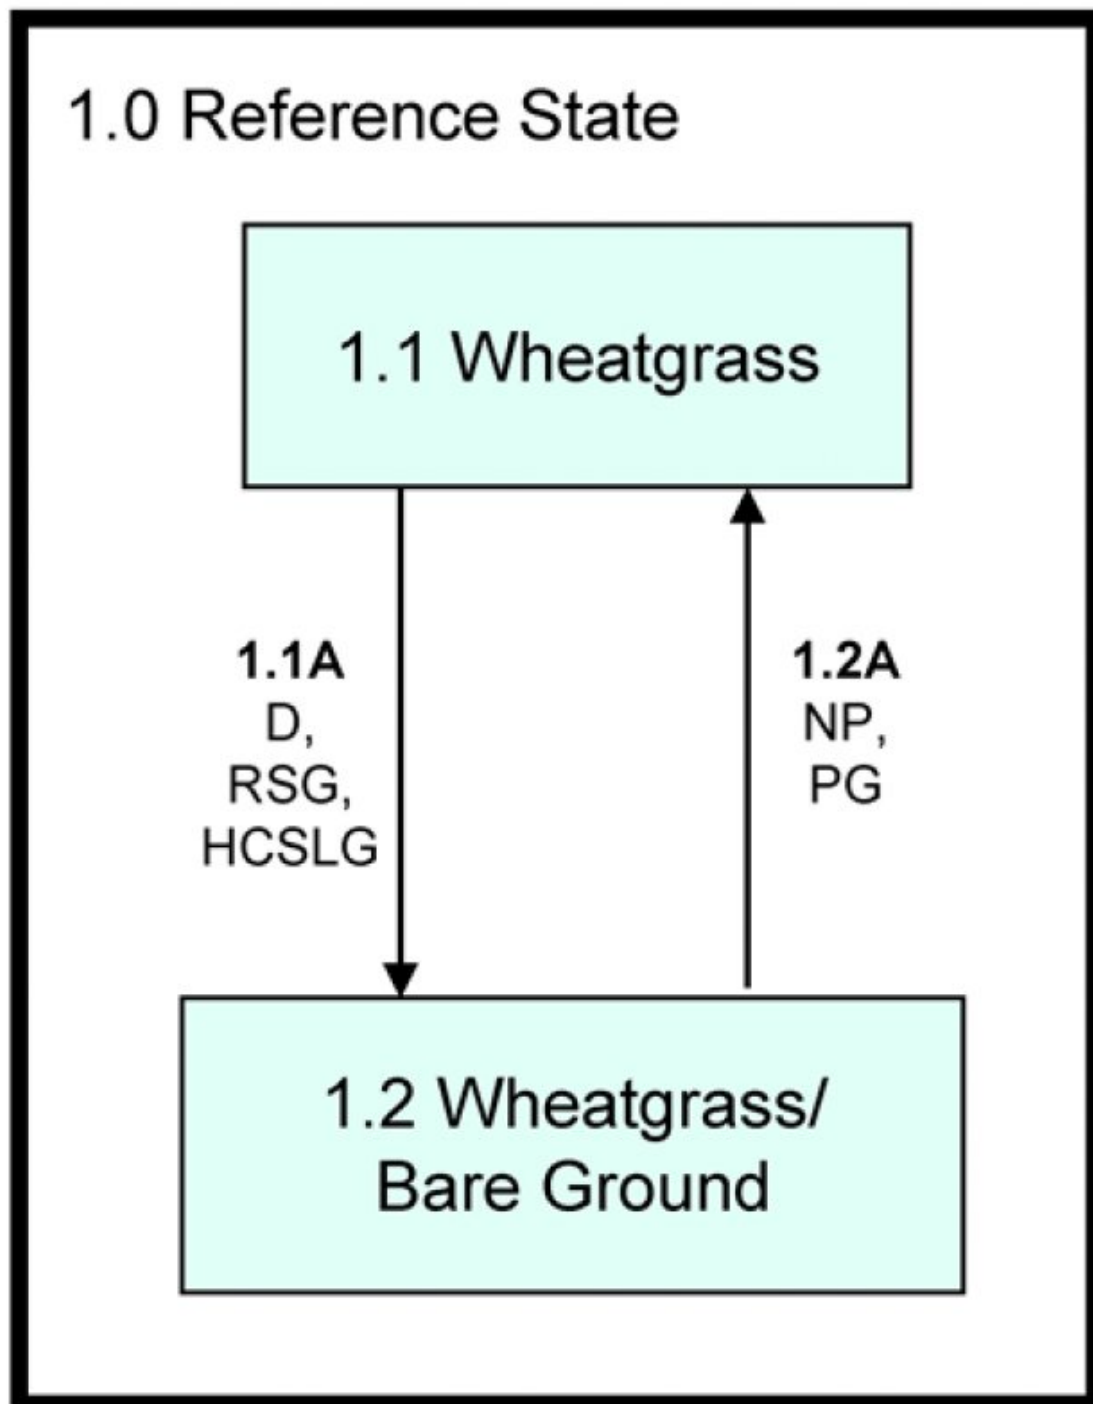 1.0 Reference State
1.1 Wheatgrass
1.1A
D,
RSG,
HCSLG
1.2A
NP,
PG
1.2 Wheatgrass/
Bare Ground